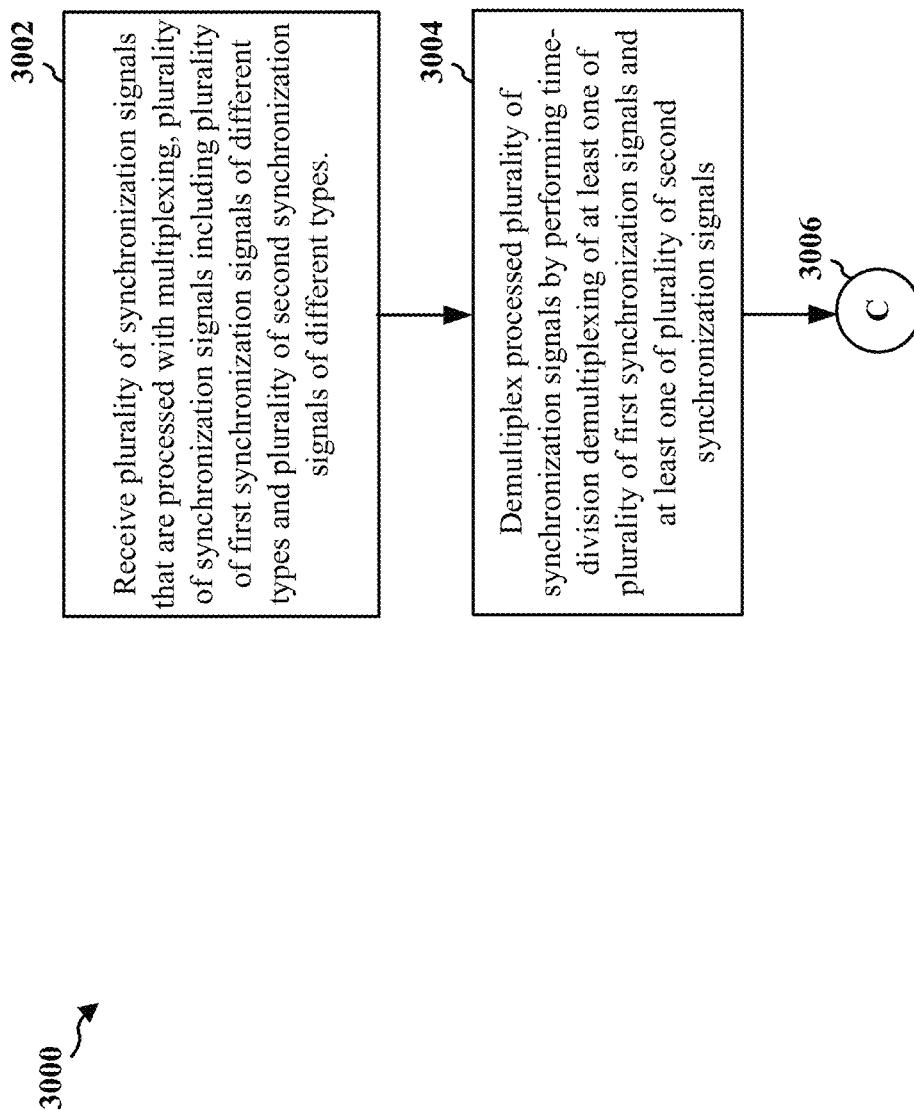 3000
3002
Receive plurality of synchronization signals
that are processed with multiplexing, plurality
of synchronization signals including plurality
of first synchronization signals of different
types and plurality of second synchronization
signals of different types.
3004
Demultiplex processed plurality of
synchronization signals by performing time-
division demultiplexing of at least one of
plurality of first synchronization signals and
at least one of plurality of second
synchronization signals
3006
C